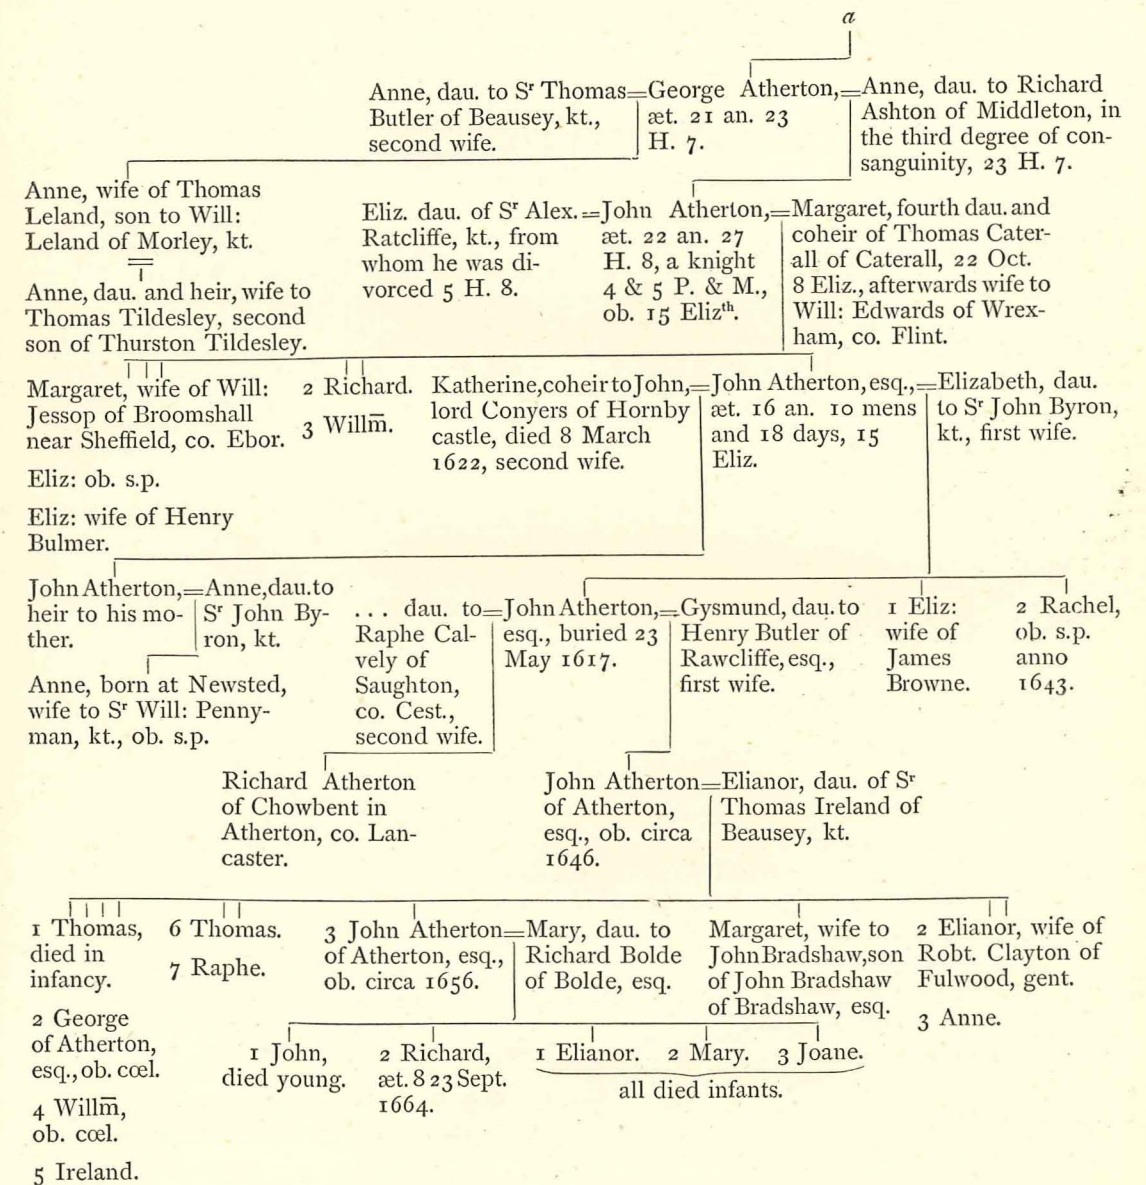 a
Anne, dau. to Sʳ Thomas=George Atherton,=Anne, dau. to Richard
Butler of Beausey, kt.,
second wife.
æt. 21 an. 23
H. 7.
Ashton of Middleton, in
the third degree of con-
sanguinity, 23 H. 7.
Anne, wife of Thomas
Leland, son to Will:
Leland of Morley, kt.
=
Anne, dau. and heir, wife to
Thomas Tildesley, second
son of Thurston Tildesley.
Eliz. dau. of Sʳ Alex.=John Atherton,=Margaret, fourth dau. and
Ratcliffe, kt., from
whom he was di-
vorced 5 H. 8.
æt. 22 an. 27
H. 8, a knight
4 & 5 P. & M.,
ob. 15 Elizᵗʰ.
coheir of Thomas Cater-
all of Caterall, 22 Oct.
8 Eliz., afterwards wife to
Will: Edwards of Wrex-
ham, co. Flint.
Margaret, wife of Will:
Jessop of Broomshall
near Sheffield, co. Ebor.
Eliz: ob. s.p.
Eliz: wife of Henry
Bulmer.
2 Richard.
3 Willm̅.
Katherine, coheir to John,=John Atherton, esq.,=Elizabeth, dau.
lord Conyers of Hornby
castle, died 8 March
1622, second wife.
æt. 16 an. 10 mens
and 18 days, 15
Eliz.
to Sʳ John Byron,
kt., first wife.
John Atherton,=Anne, dau. to
heir to his mo-
ther.
Sʳ John By-
ron, kt.
Anne, born at Newsted,
wife to Sʳ Will: Penny-
man, kt., ob. s.p.
... dau. to=John Atherton,=Gysmund, dau. to
Raphe Cal-
vely of
Saughton,
co. Cest.,
second wife.
esq., buried 23
May 1617.
Henry Butler of
Rawcliffe, esq.,
first wife.
1 Eliz:
wife of
James
Browne.
2 Rachel,
ob. s.p.
anno
1643.
Richard Atherton
of Chowbent in
Atherton, co. Lan-
caster.
John Atherton=Elianor, dau. of Sʳ
of Atherton,
esq., ob. circa
1646.
Thomas Ireland of
Beausey, kt.
1 Thomas,
died in
infancy.
2 George
of Atherton,
esq., ob. cœl.
4 Willm̅,
ob. cœl.
5 Ireland.
6 Thomas.
7 Raphe.
3 John Atherton=Mary, dau. to
of Atherton, esq.,
ob. circa 1656.
Richard Bolde
of Bolde, esq.
Margaret, wife to
John Bradshaw, son
of John Bradshaw
of Bradshaw, esq.
2 Elianor, wife of
Robt. Clayton of
Fulwood, gent.
3 Anne.
1 John,
died young.
2 Richard,
æt. 8 23 Sept.
1664.
1 Elianor. 2 Mary. 3 Joane.
all died infants.